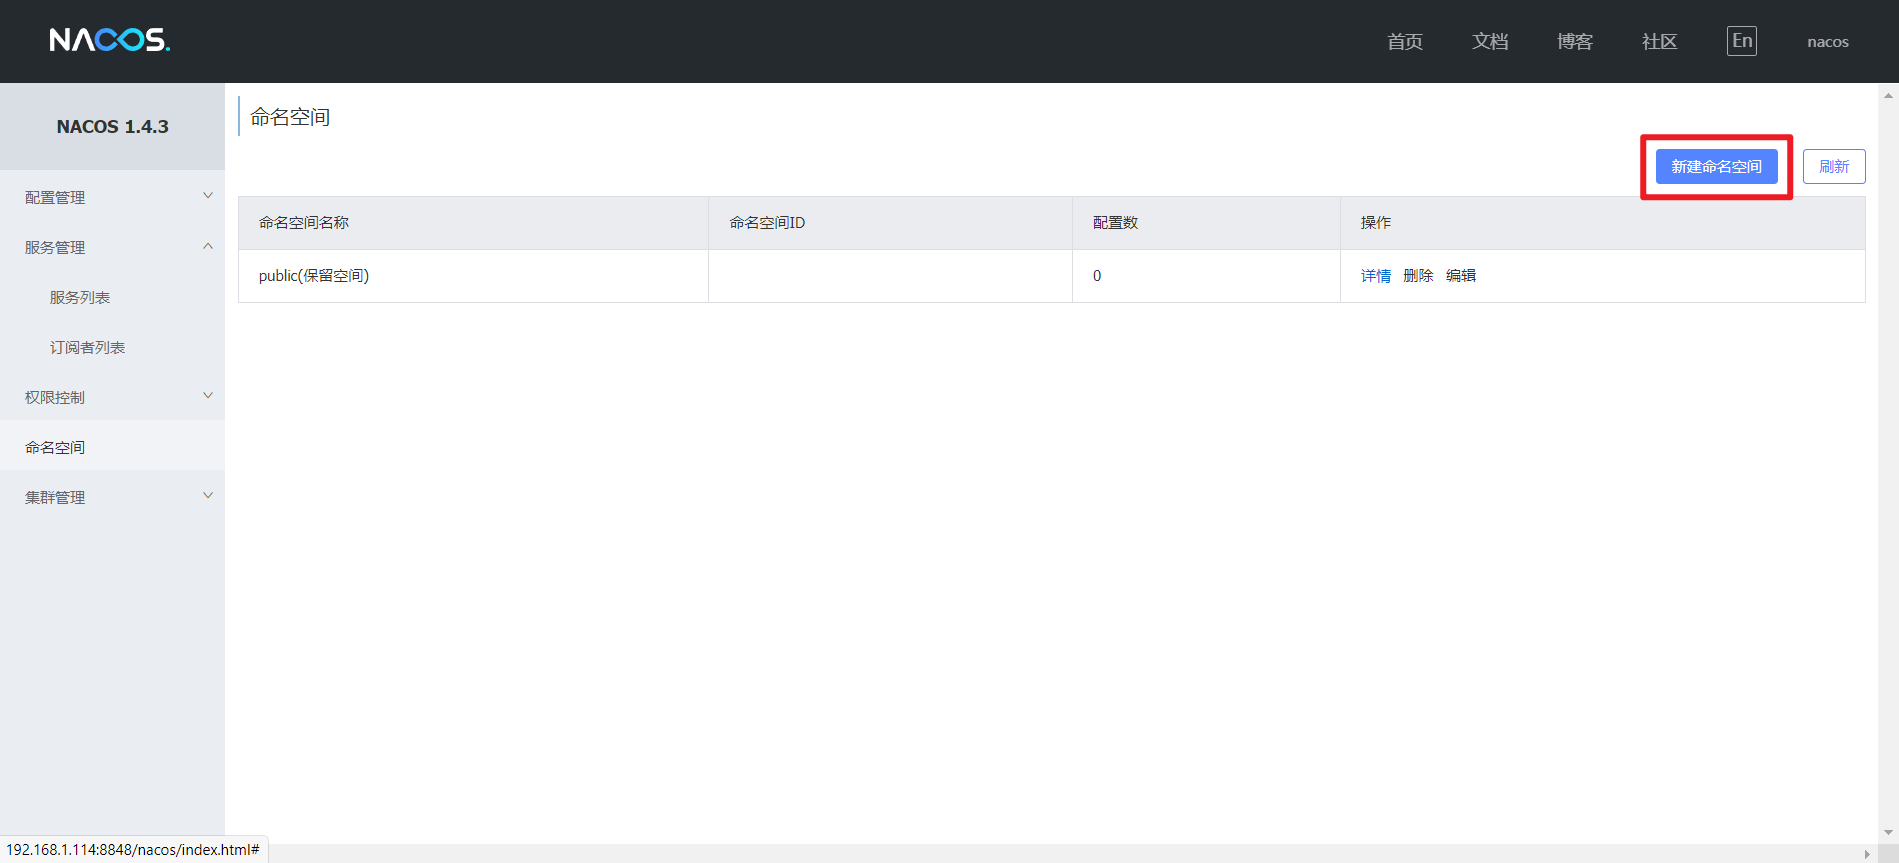 NACOS.
首页 文档 博客 社区 En nacos
NACOS 1.4.3
配置管理
服务管理
服务列表
订阅者列表
权限控制
命名空间
集群管理
命名空间
新建命名空间 刷新
命名空间名称 命名空间ID 配置数 操作
public(保留空间) 0 详情 删除 编辑
192.168.1.114:8848/nacos/index.html#